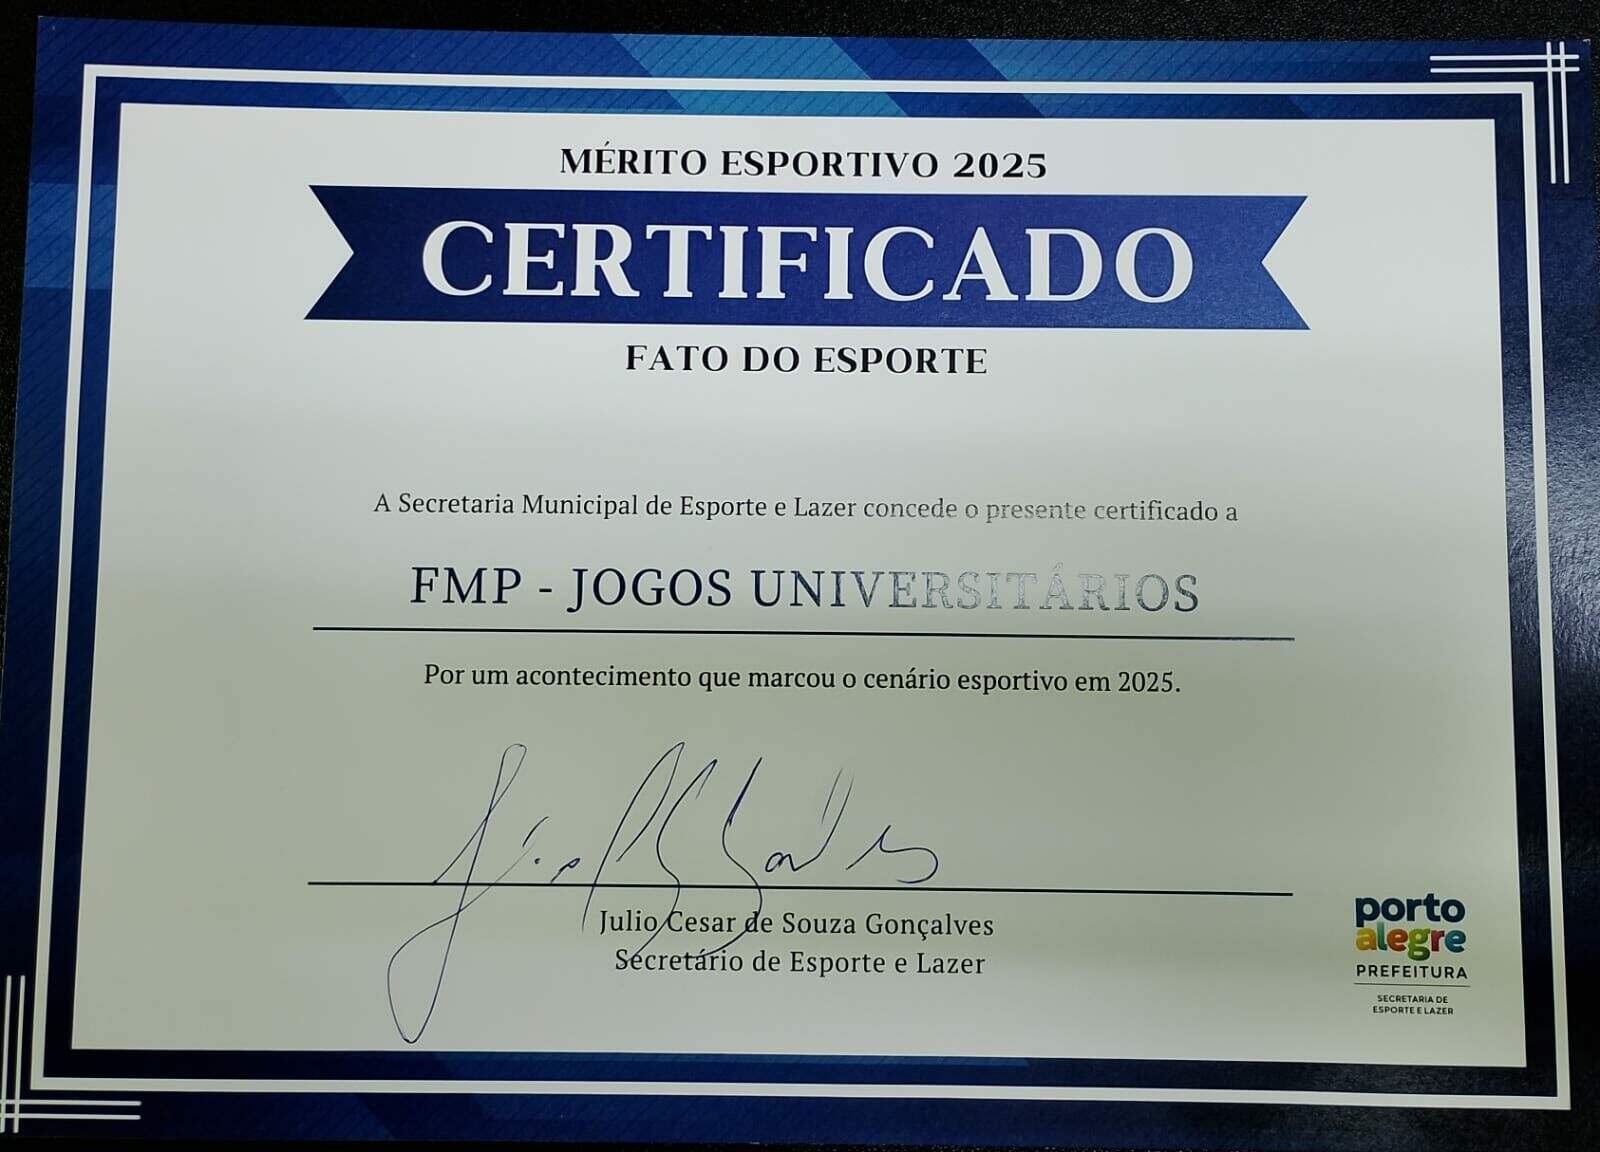 MÉRITO ESPORTIVO 2025
CERTIFICADO
FATO DO ESPORTE
A Secretaria Municipal de Esporte e Lazer concede o presente certificado a
FMP - JOGOS UNIVERSITÁRIOS
Por um acontecimento que marcou o cenário esportivo em 2025.
Julio Cesar de Souza Gonçalves
Secretário de Esporte e Lazer
porto
alegre
PREFEITURA
SECRETARIA DE
ESPORTE E LAZER